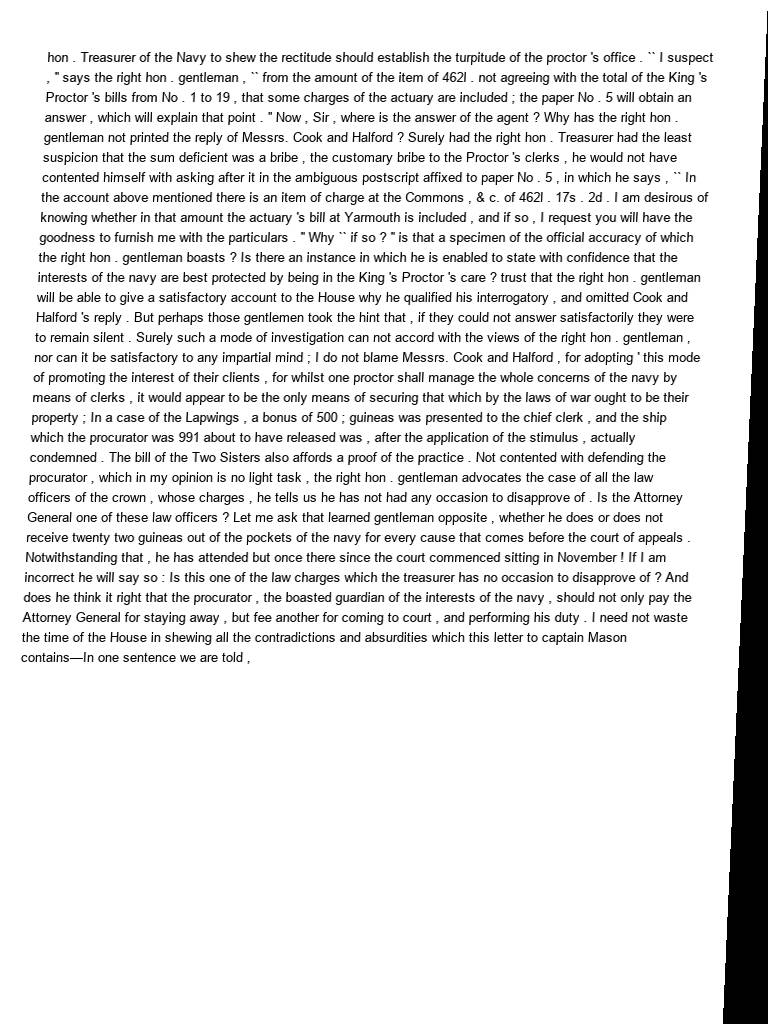 hon . Treasurer of the Navy to shew the rectitude should establish the turpitude of the proctor 's office . `` I suspect
, '' says the right hon . gentleman , `` from the amount of the item of 462l . not agreeing with the total of the King 's
Proctor 's bills from No . 1 to 19 , that some charges of the actuary are included ; the paper No . 5 will obtain an
answer , which will explain that point . '' Now , Sir , where is the answer of the agent ? Why has the right hon .
gentleman not printed the reply of Messrs. Cook and Halford ? Surely had the right hon . Treasurer had the least
suspicion that the sum deficient was a bribe , the customary bribe to the Proctor 's clerks , he would not have
contented himself with asking after it in the ambiguous postscript affixed to paper No . 5 , in which he says , `` In
the account above mentioned there is an item of charge at the Commons , & c. of 462l . 17s . 2d . I am desirous of
knowing whether in that amount the actuary 's bill at Yarmouth is included , and if so , I request you will have the
goodness to furnish me with the particulars . '' Why `` if so ? '' is that a specimen of the official accuracy of which
the right hon . gentleman boasts ? Is there an instance in which he is enabled to state with confidence that the
interests of the navy are best protected by being in the King 's Proctor 's care ? trust that the right hon . gentleman
will be able to give a satisfactory account to the House why he qualified his interrogatory , and omitted Cook and
Halford 's reply . But perhaps those gentlemen took the hint that , if they could not answer satisfactorily they were
to remain silent . Surely such a mode of investigation can not accord with the views of the right hon . gentleman ,
nor can it be satisfactory to any impartial mind ; I do not blame Messrs. Cook and Halford , for adopting ' this mode
of promoting the interest of their clients , for whilst one proctor shall manage the whole concerns of the navy by
means of clerks , it would appear to be the only means of securing that which by the laws of war ought to be their
property ; In a case of the Lapwings , a bonus of 500 ; guineas was presented to the chief clerk , and the ship
which the procurator was 991 about to have released was , after the application of the stimulus , actually
condemned . The bill of the Two Sisters also affords a proof of the practice . Not contented with defending the
procurator , which in my opinion is no light task , the right hon . gentleman advocates the case of all the law
officers of the crown , whose charges , he tells us he has not had any occasion to disapprove of . Is the Attorney
General one of these law officers ? Let me ask that learned gentleman opposite , whether he does or does not
receive twenty two guineas out of the pockets of the navy for every cause that comes before the court of appeals .
Notwithstanding that , he has attended but once there since the court commenced sitting in November ! If I am
incorrect he will say so : Is this one of the law charges which the treasurer has no occasion to disapprove of ? And
does he think it right that the procurator , the boasted guardian of the interests of the navy , should not only pay the
Attorney General for staying away , but fee another for coming to court , and performing his duty . I need not waste
the time of the House in shewing all the contradictions and absurdities which this letter to captain Mason
contains—In one sentence we are told ,